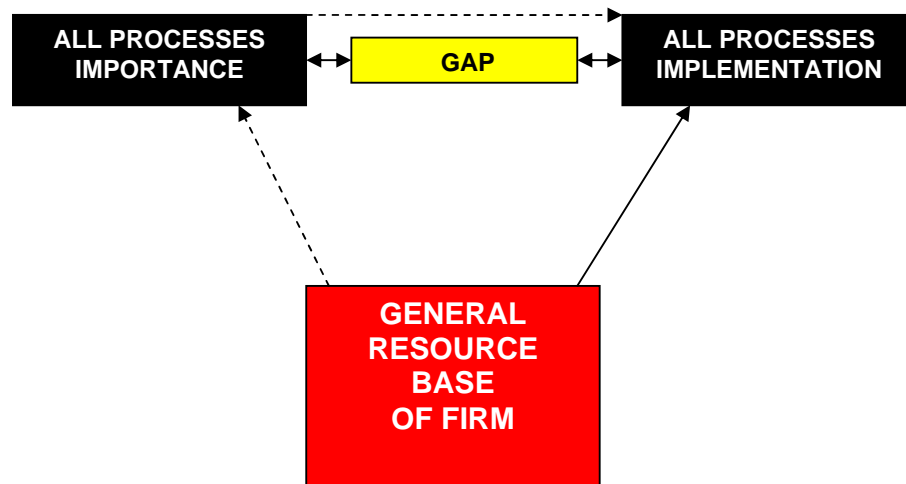 ALL PROCESSES
IMPORTANCE
GAP
ALL PROCESSES
IMPLEMENTATION
GENERAL
RESOURCE
BASE
OF FIRM